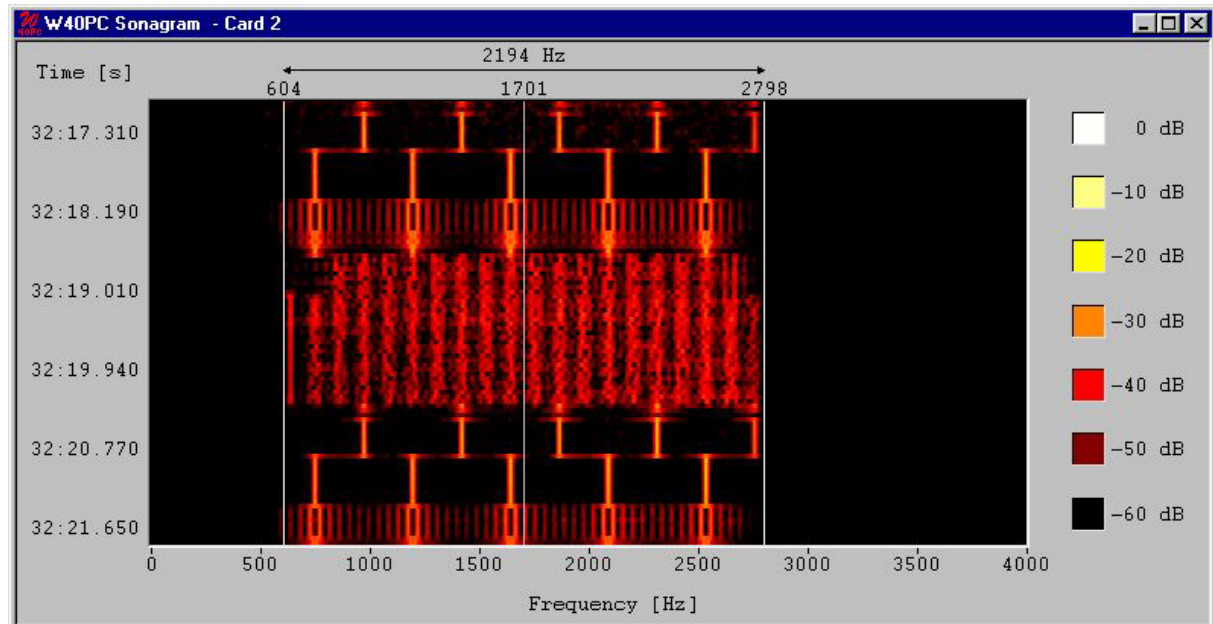 W40PC Sonagram - Card 2
2194 Hz
Time [s]
604 1701 2798
32:17.310
32:18.190
32:19.010
32:19.940
32:20.770
32:21.650
0 dB
-10 dB
-20 dB
-30 dB
-40 dB
-50 dB
-60 dB
0 500 1000 1500 2000 2500 3000 3500 4000
Frequency [Hz]